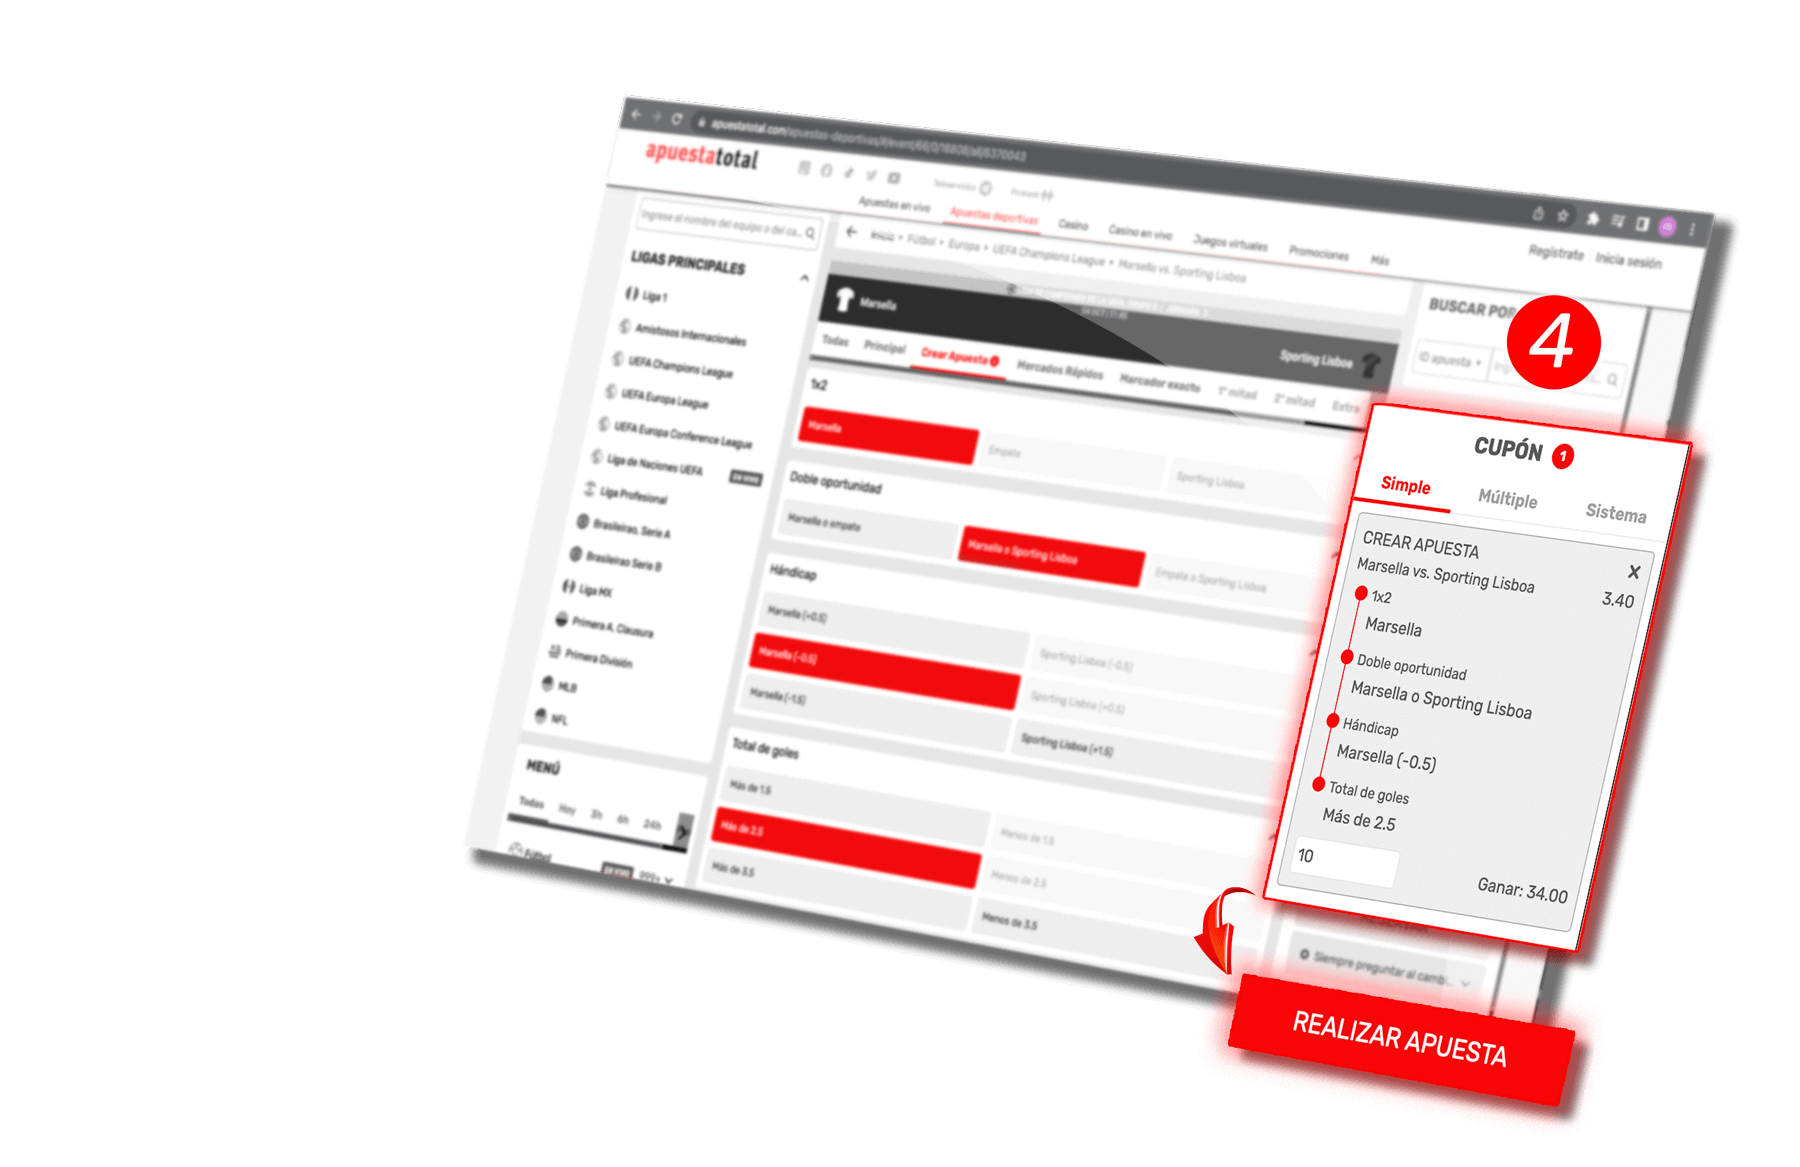 apuestatotal.com/apuestas-deportivas/#/event/66/0/16808/all/6370043
apuestatotal
Apuestas en vivo
Apuestas deportivas
Casino
Casino en vivo
Juegos virtuales
Promociones
Más
Regístrate
Inicia sesión
Ingrese el nombre del equipo o del ca...
LIGAS PRINCIPALES
Liga 1
Amistosos Internacionales
UEFA Champions League
UEFA Europa League
UEFA Europa Conference League
Liga de Naciones UEFA
EN VIVO
Liga Profesional
Brasileirao, Serie A
Brasileirao Serie B
Liga MX
Primera A, Clausura
Primera División
MLB
NFL
MENÚ
Todas
Hoy
3h
6h
24h
Fútbol
EN VIVO
999+
Inicio • Fútbol • Europa • UEFA Champions League • Marsella vs. Sporting Lisboa
Marsella
Sporting Lisboa
Todas
Principal
Crear Apuesta
Mercados Rápidos
Marcador exacto
1° mitad
2° mitad
Extra
1x2
Marsella
Empate
Sporting Lisboa
Doble oportunidad
Marsella o empate
Marsella o Sporting Lisboa
Empate o Sporting Lisboa
Hándicap
Marsella (+0.5)
Sporting Lisboa (-0.5)
Marsella (-0.5)
Sporting Lisboa (+0.5)
Marsella (-1.5)
Sporting Lisboa (+1.5)
Total de goles
Más de 1.5
Menos de 1.5
Más de 2.5
Menos de 2.5
Más de 3.5
Menos de 3.5
BUSCAR POR
ID apuesta
4
CUPÓN 1
Simple
Múltiple
Sistema
CREAR APUESTA
X
Marsella vs. Sporting Lisboa
3.40
1x2
Marsella
Doble oportunidad
Marsella o Sporting Lisboa
Hándicap
Marsella (-0.5)
Total de goles
Más de 2.5
10
Ganar: 34.00
Siempre preguntar al cambi...
REALIZAR APUESTA